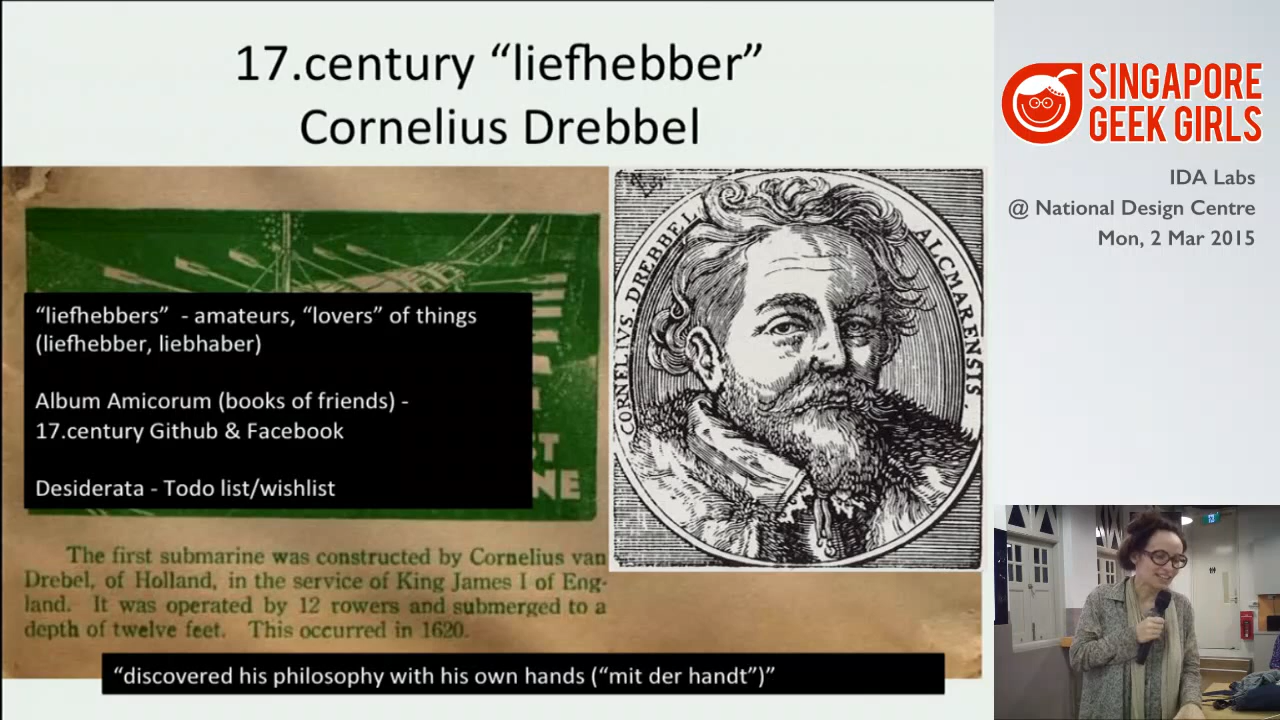 17.century “liefhebber”
Cornelius Drebbel
“liefhebbers” - amateurs, “lovers” of things
(liefhebber, liebhaber)
Album Amicorum (books of friends) -
17.century Github & Facebook
Desiderata - Todo list/wishlist
ST
NE
The first submarine was constructed by Cornelius van
Drebel, of Holland, in the service of King James I of Eng-
land. It was operated by 12 rowers and submerged to a
depth of twelve feet. This occurred in 1620.
“discovered his philosophy with his own hands (“mit der handt”)”
CORNELIVS. DREBBEL ALCMARENSIS.
SINGAPORE
GEEK GIRLS
IDA Labs
@ National Design Centre
Mon, 2 Mar 2015